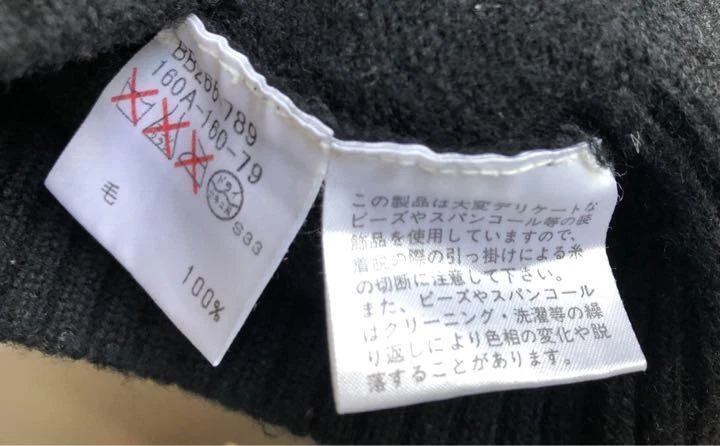 BB266-789
160A-160-79
ドライ
S33
毛
100%
この製品は大変デリケートな
ビーズやスパンコール等の装
飾品を使用していますので、
着脱の際の引っ掛けによる糸
の切断に注意して下さい。
また、ビーズやスパンコール
はクリーニング・洗濯等の繰
り返しにより色相の変化や脱
落することがあります。